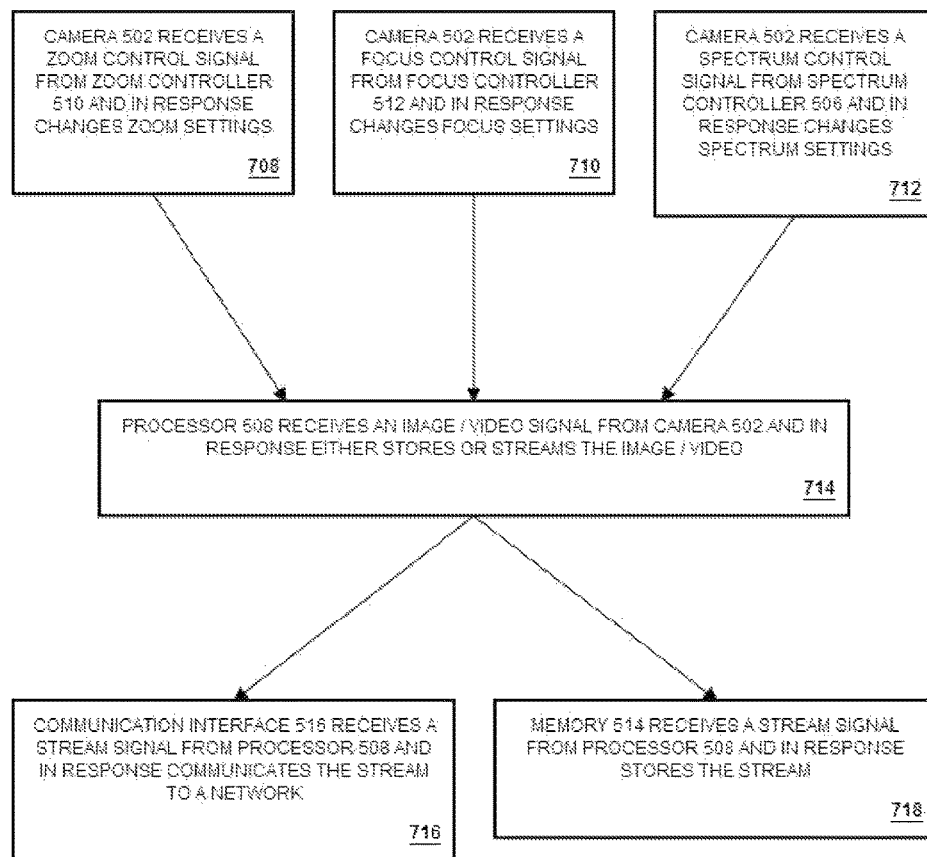 CAMERA 502 RECEIVES A
ZOOM CONTROL SIGNAL
FROM ZOOM CONTROLLER
510 AND IN RESPONSE
CHANGES ZOOM SETTINGS
708
CAMERA 502 RECEIVES A
FOCUS CONTROL SIGNAL
FROM FOCUS CONTROLLER
512 AND IN RESPONSE
CHANGES FOCUS SETTINGS
710
CAMERA 502 RECEIVES A
SPECTRUM CONTROL
SIGNAL FROM SPECTRUM
CONTROLLER 506 AND IN
RESPONSE CHANGES
SPECTRUM SETTINGS
712
PROCESSOR 508 RECEIVES AN IMAGE / VIDEO SIGNAL FROM CAMERA 502 AND IN
RESPONSE EITHER STORES OR STREAMS THE IMAGE / VIDEO
714
COMMUNICATION INTERFACE 516 RECEIVES A
STREAM SIGNAL FROM PROCESSOR 508 AND
IN RESPONSE COMMUNICATES THE STREAM
TO A NETWORK
716
MEMORY 514 RECEIVES A STREAM SIGNAL
FROM PROCESSOR 508 AND IN RESPONSE
STORES THE STREAM
718